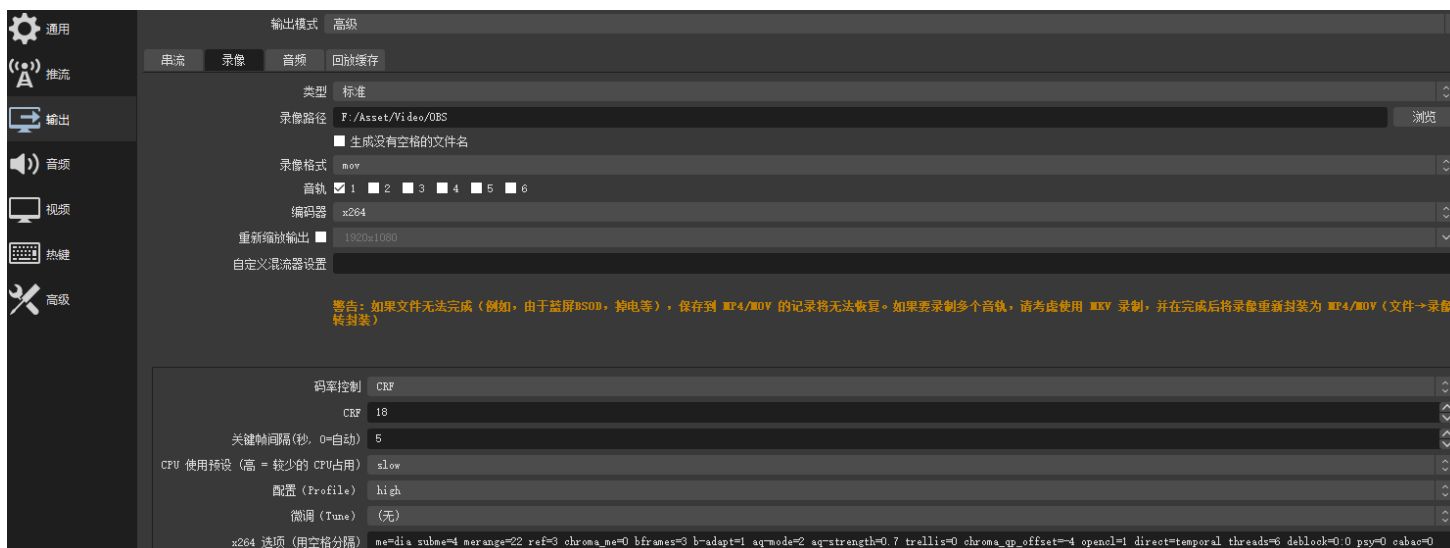 通用
推流
输出
音频
视频
热键
高级
输出模式 高级
串流 录像 音频 回放缓存
类型 标准
录像路径 F:/Asset/Video/OBS 浏览
生成没有空格的文件名
录像格式 mov
音轨 1 2 3 4 5 6
编码器 x264
重新缩放输出 1920x1080
自定义混流器设置
警告：如果文件无法完成（例如，由于蓝屏BSOD，掉电等），保存到 MP4/MOV 的记录将无法恢复。如果要录制多个音轨，请考虑使用 MKV 录制，并在完成后将录像重新封装为 MP4/MOV（文件→录像
转封装）
码率控制 CRF
CRF 18
关键帧间隔(秒, 0=自动) 5
CPU 使用预设（高 = 较少的 CPU占用） slow
配置（Profile） high
微调（Tune） （无）
x264 选项（用空格分隔） me=dia subme=4 merange=22 ref=3 chroma_me=0 bframes=3 b-adapt=1 aq-mode=2 aq-strength=0.7 trellis=0 chroma_qp_offset=-4 opencl=1 direct=temporal threads=6 deblock=0:0 psy=0 cabac=0